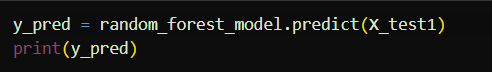 y_pred = random_forest_model.predict(X_test1)
print(y_pred)